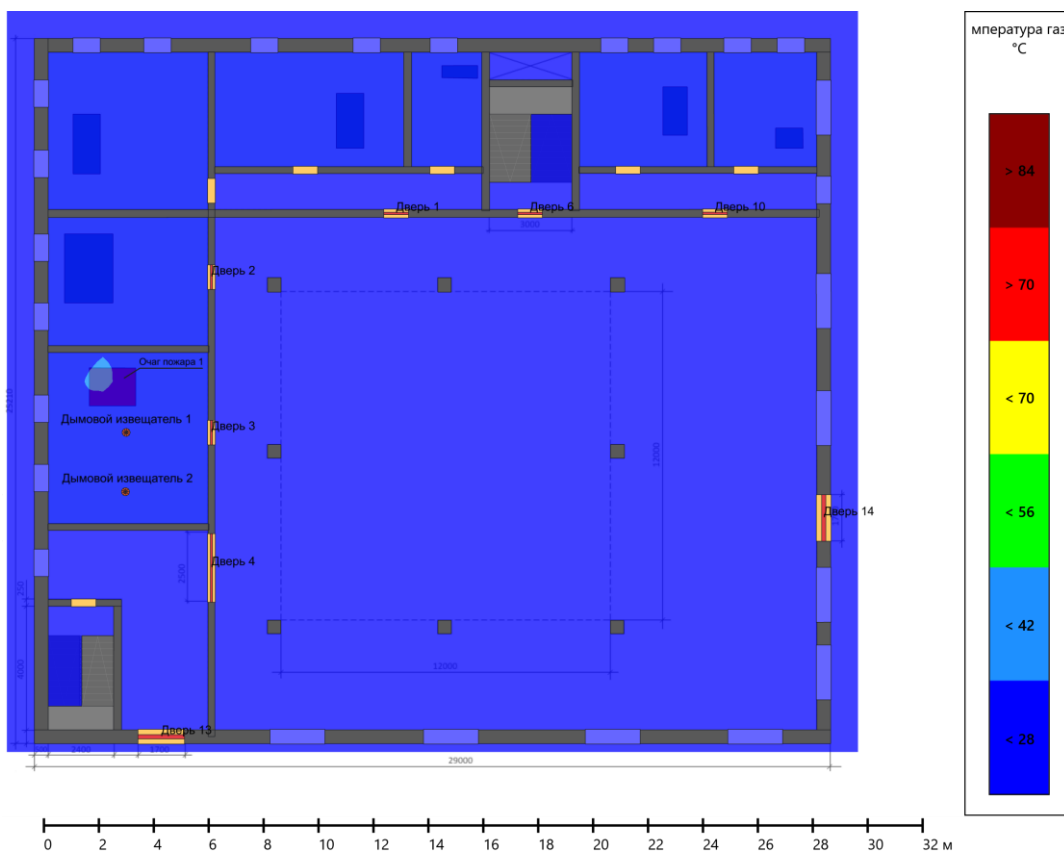 мпература газ
°C
> 84
> 70
< 70
< 56
< 42
< 28
Дверь 1
Дверь 6
Дверь 10
3000
Дверь 2
Очаг пожара 1
Дымовой извещатель 1
Дверь 3
25210
12000
Дымовой извещатель 2
Дверь 14
Дверь 4
2500
250
4000
12000
Дверь 13
2400
1700
29000
0 2 4 6 8 10 12 14 16 18 20 22 24 26 28 30 32 м